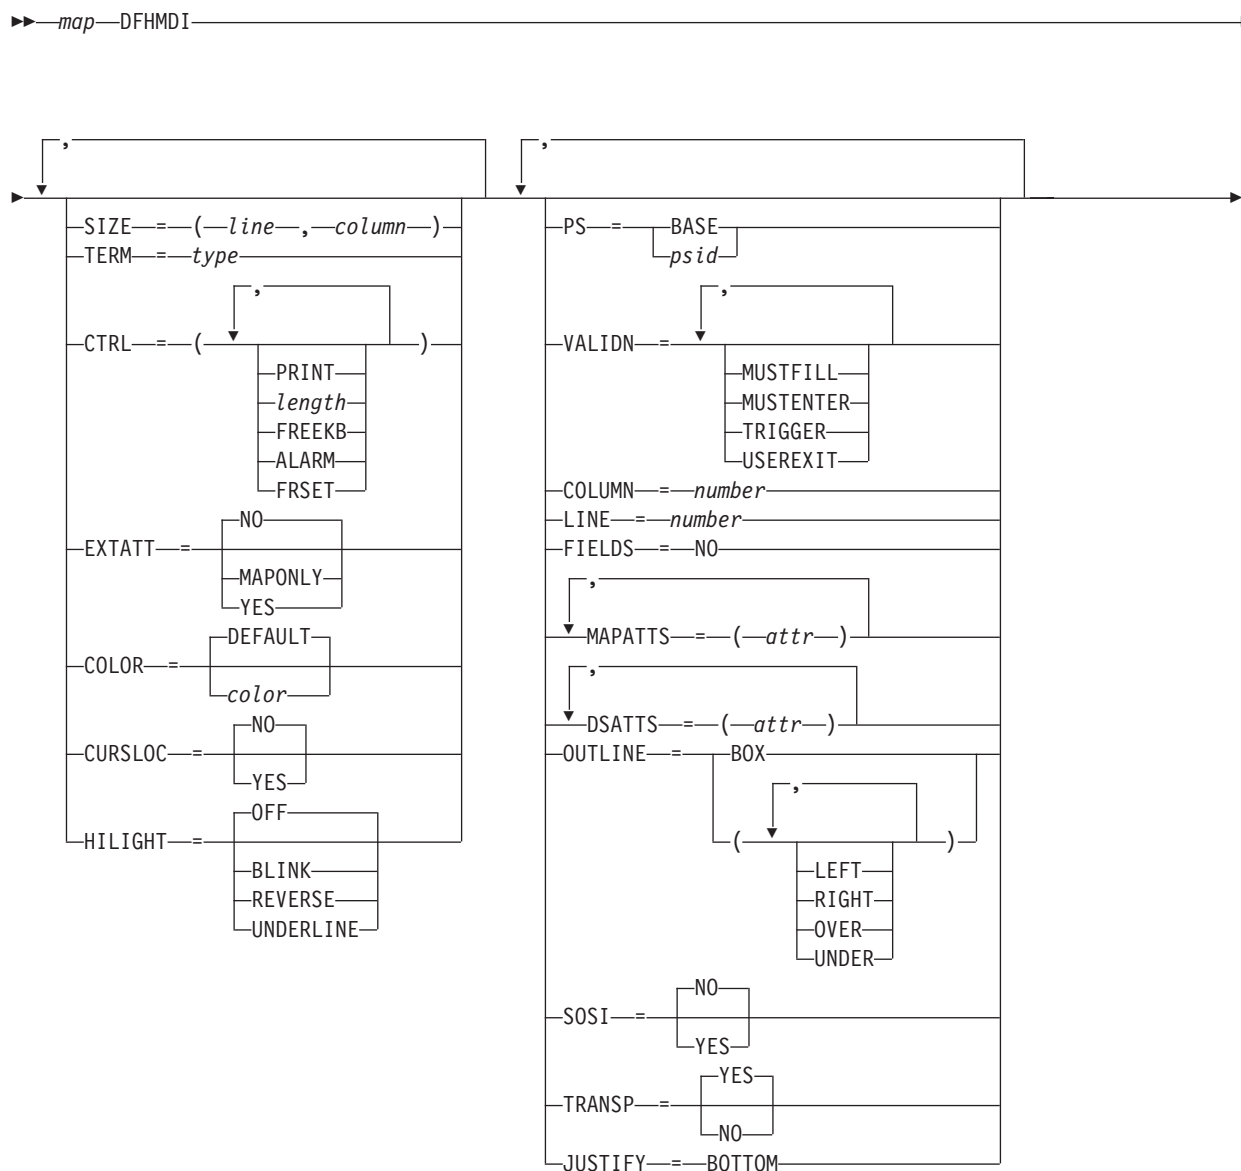 map DFHMDI
,
SIZE = ( line , column )
TERM = type
,
CTRL = ( )
PRINT
length
FREEKB
ALARM
FRSET
NO
EXTATT =
MAPONLY
YES
DEFAULT
COLOR =
color
NO
CURSLOC =
YES
OFF
HILIGHT =
BLINK
REVERSE
UNDERLINE
,
PS = BASE
psid
,
VALIDN =
MUSTFILL
MUSTENTER
TRIGGER
USEREXIT
COLUMN = number
LINE = number
FIELDS = NO
,
MAPATTS = ( attr )
,
DSATTS = ( attr )
OUTLINE = BOX
,
( )
LEFT
RIGHT
OVER
UNDER
NO
SOSI =
YES
YES
TRANSP =
NO
JUSTIFY = BOTTOM